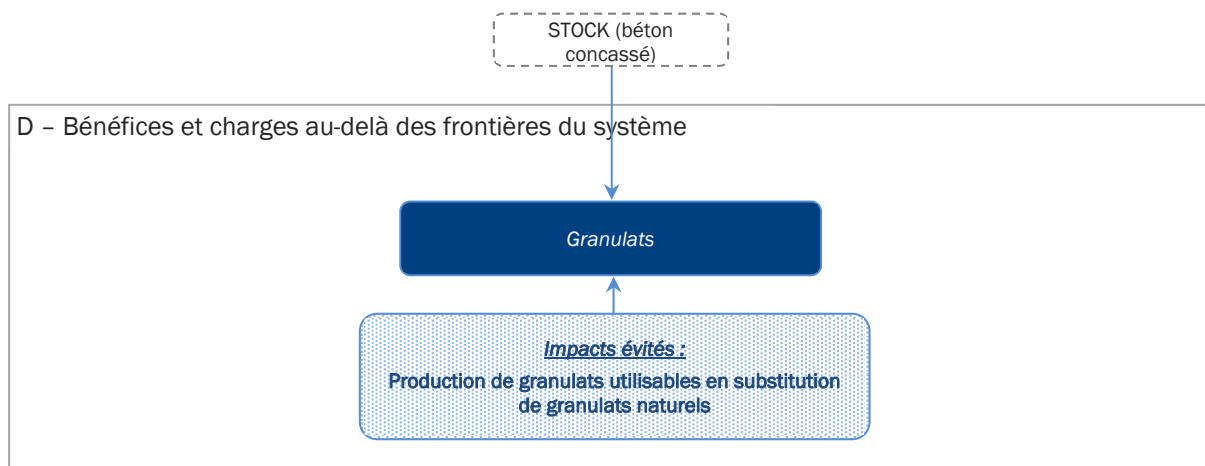 STOCK (béton
concassé)
D – Bénéfices et charges au-delà des frontières du système
Granulats
Impacts évités :
Production de granulats utilisables en substitution
de granulats naturels